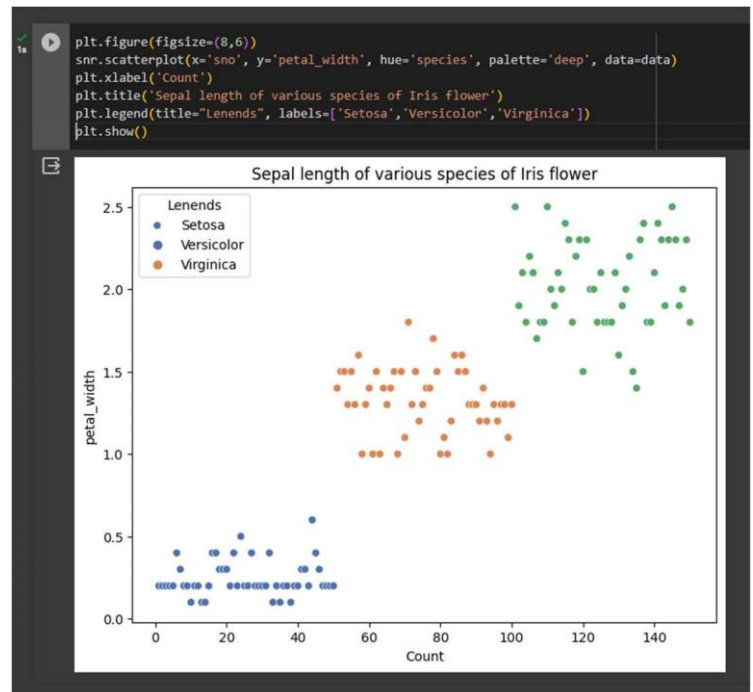 1s
plt.figure(figsize=(8,6))
snr.scatterplot(x='sno', y='petal_width', hue='species', palette='deep', data=data)
plt.xlabel('Count')
plt.title('Sepal length of various species of Iris flower')
plt.legend(title="Lenends", labels=['Setosa','Versicolor','Virginica'])
plt.show()
Sepal length of various species of Iris flower
Lenends
Setosa
Versicolor
Virginica
2.5
2.0
1.5
1.0
0.5
0.0
petal_width
0 20 40 60 80 100 120 140
Count